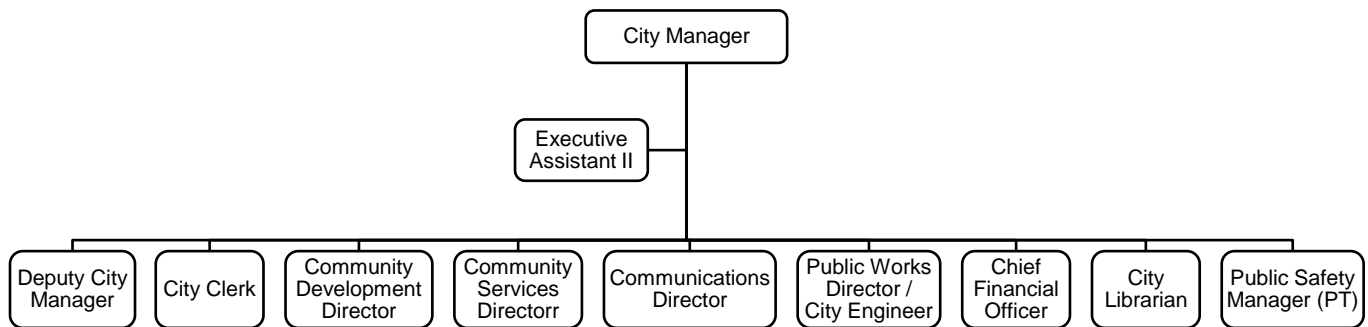 City Manager
Executive
Assistant II
Deputy City
Manager
City Clerk
Community
Development
Director
Community
Services
Directorr
Communications
Director
Public Works
Director /
City Engineer
Chief
Financial
Officer
City
Librarian
Public Safety
Manager (PT)